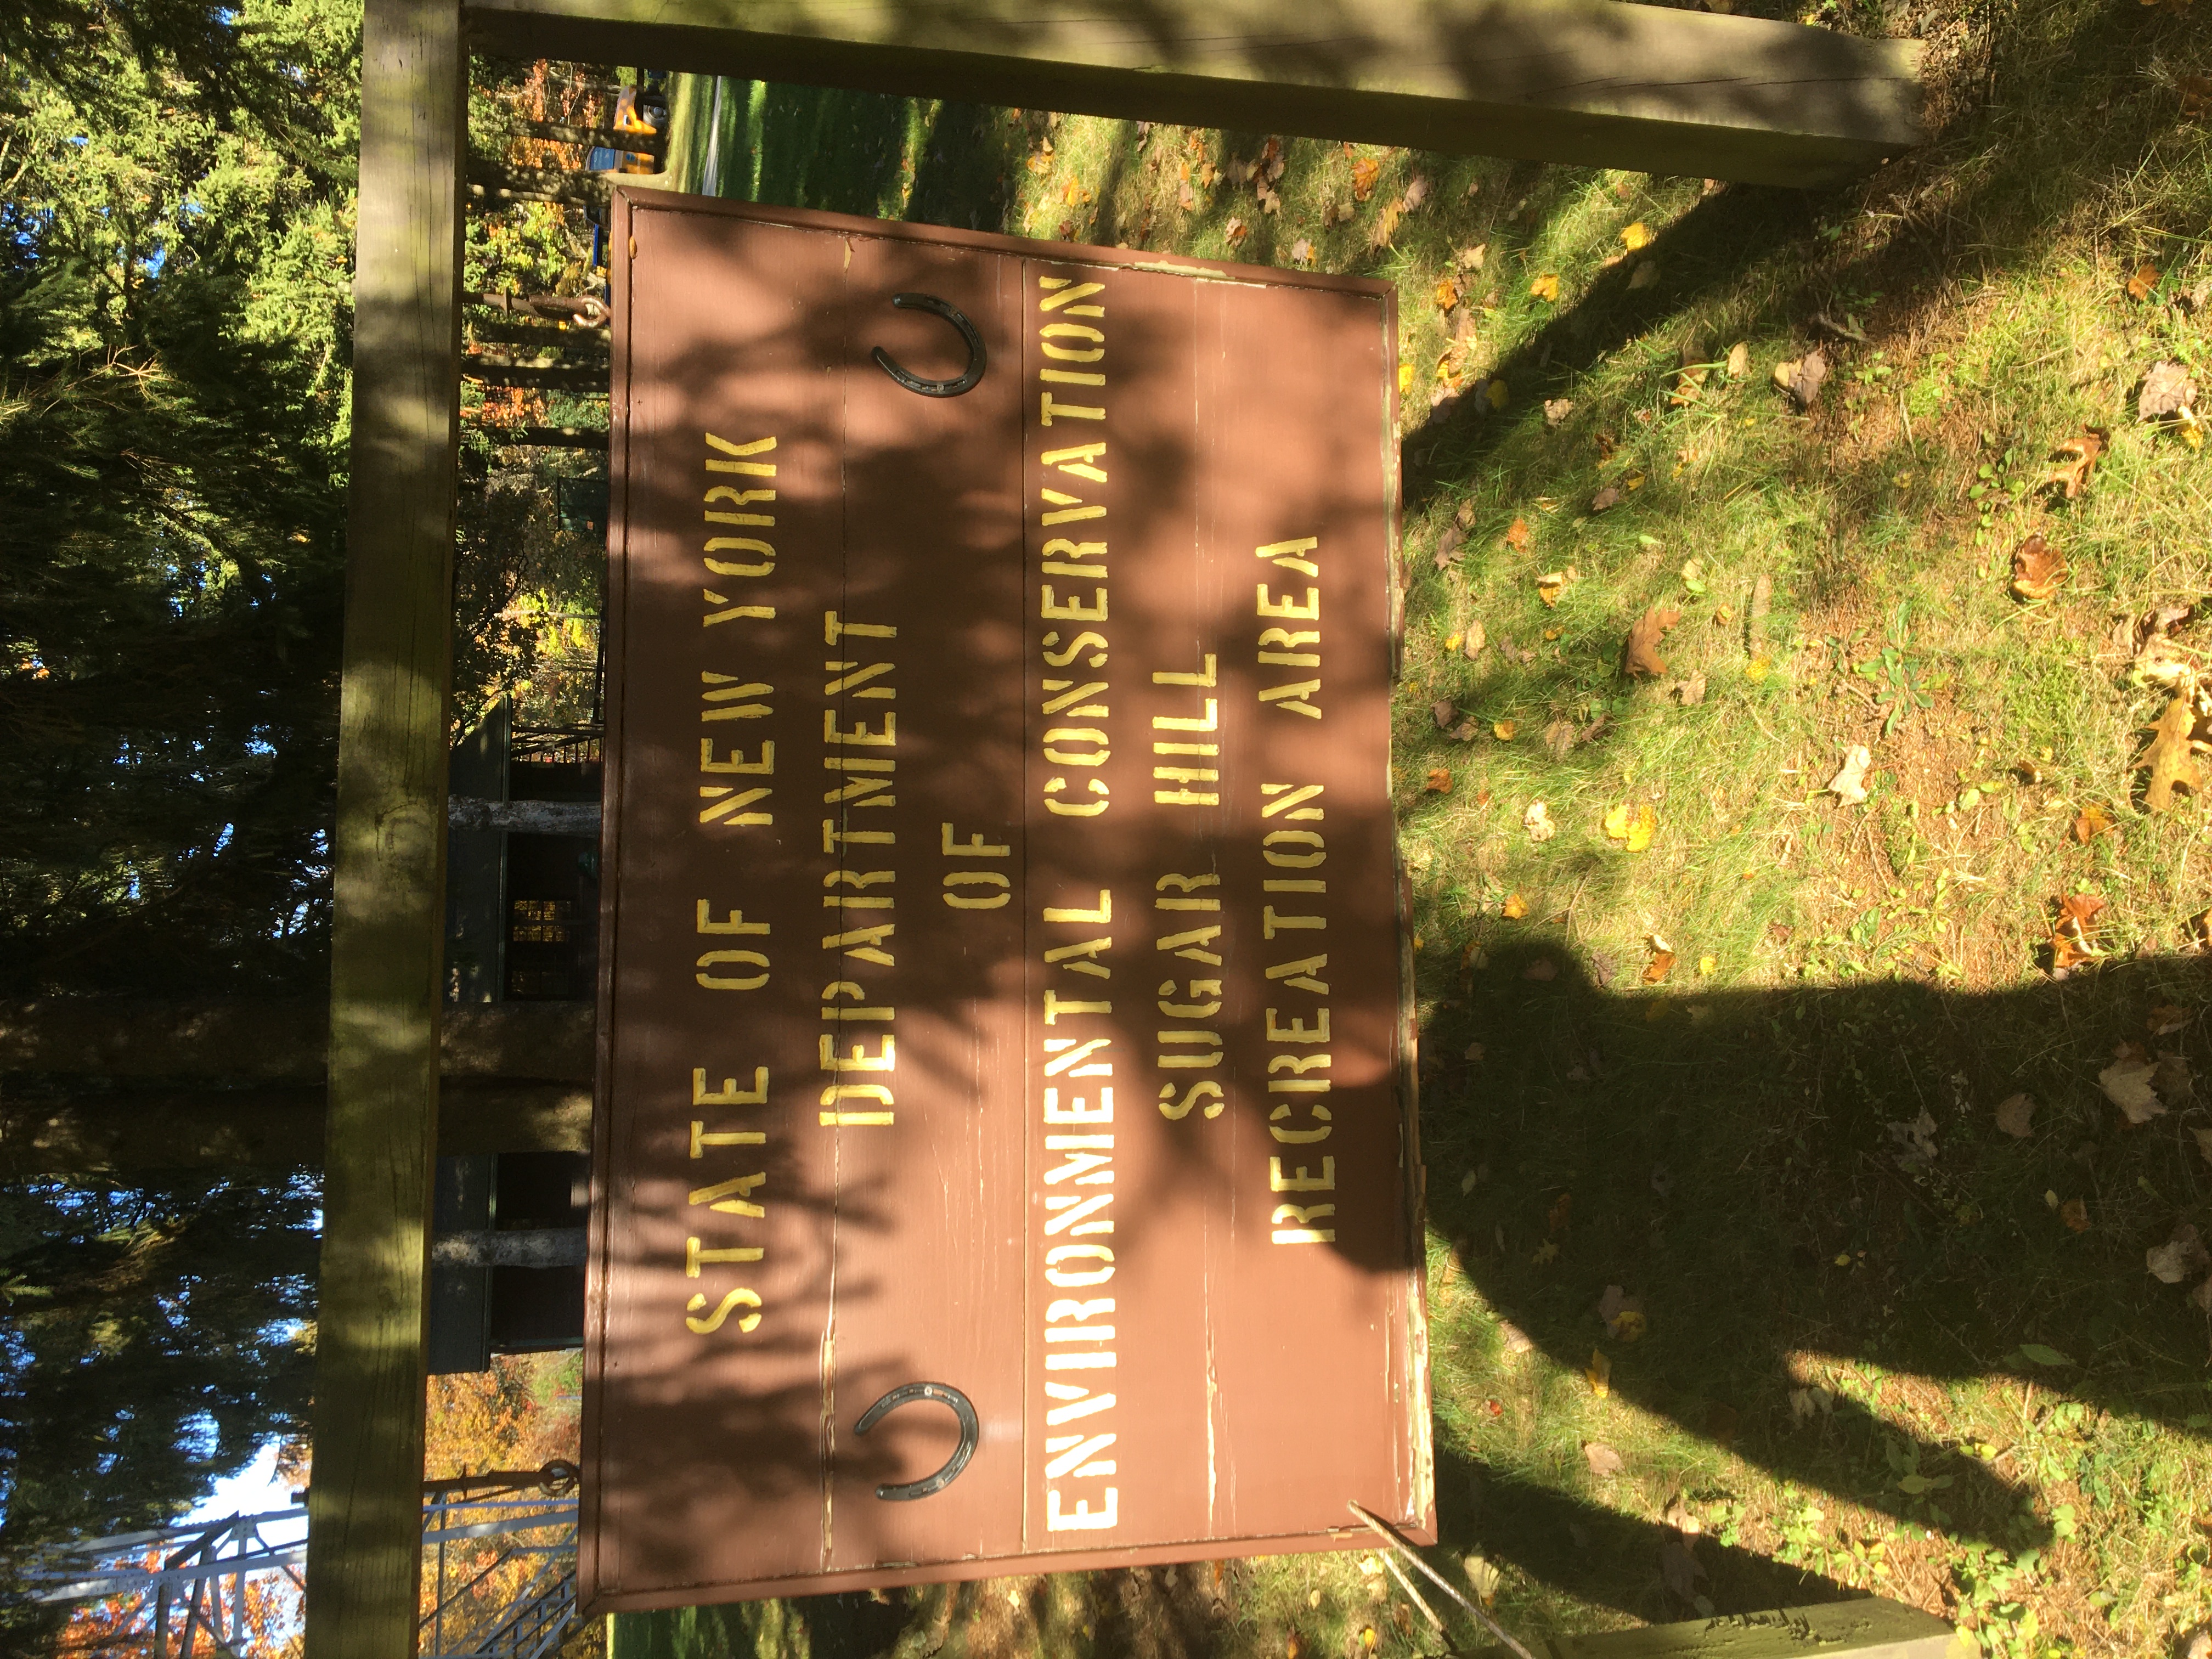 STATE OF NEW YORK
DEPARTMENT
OF
ENVIRONMENTAL CONSERVATION
SUGAR HILL
RECREATION AREA